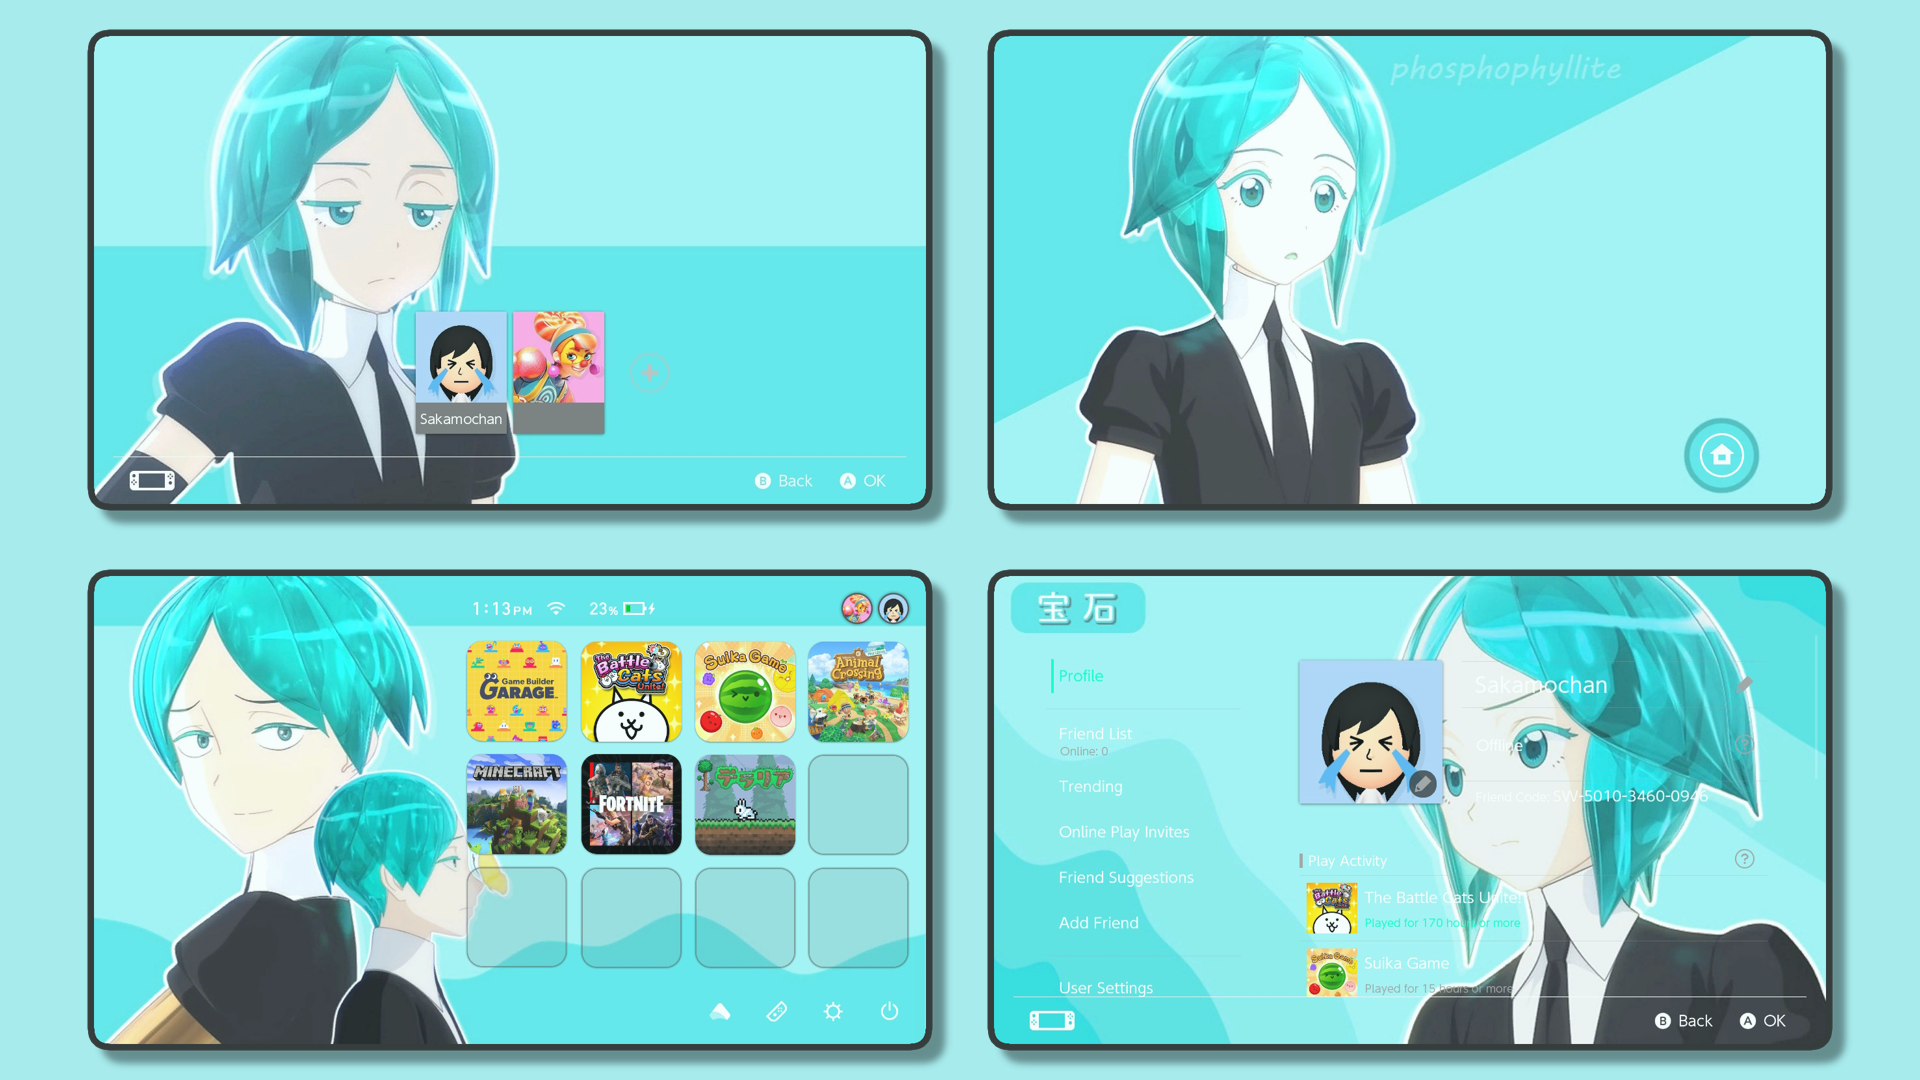 Sakamochan
B Back A OK
phosphophyllite
1:13PM 23%
Game Builder
GARAGE
The
Battle
Cats
Unite!
Suika Game
Animal
Crossing
MINECRAFT
FORTNITE
テラリア
宝石
Profile
Friend List
Online: 0
Trending
Online Play Invites
Friend Suggestions
Add Friend
User Settings
Sakamochan
Offline
Friend Code: SW-5010-3460-0946
Play Activity
?
The Battle Cats Unite!
Played for 170 hours or more
Suika Game
Played for 15 hours or more
B Back A OK